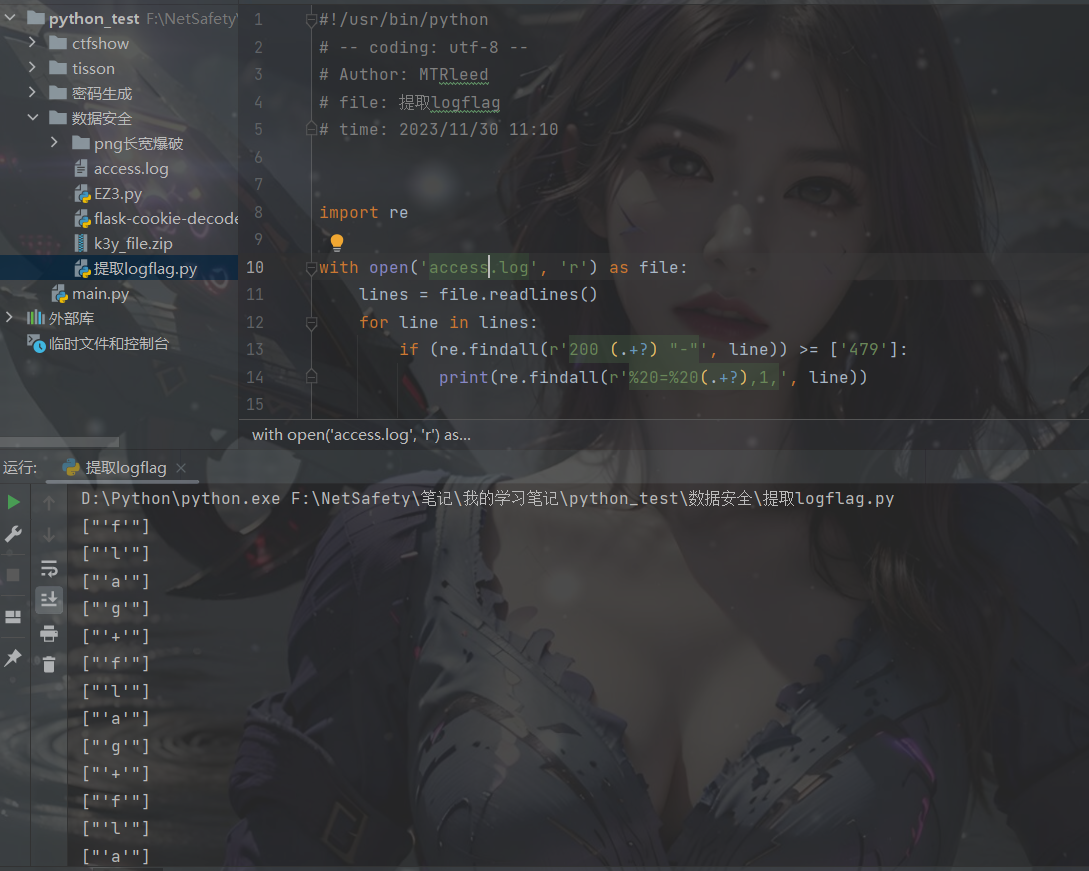 python_test F:\NetSafety\
ctfshow
tisson
密码生成
数据安全
png长宽爆破
access.log
EZ3.py
flask-cookie-decode
k3y_file.zip
提取logflag.py
main.py
外部库
临时文件和控制台
1 #!/usr/bin/python
2 # -- coding: utf-8 --
3 # Author: MTRleed
4 # file: 提取logflag
5 # time: 2023/11/30 11:10
6
7
8 import re
9
10 with open('access.log', 'r') as file:
11 lines = file.readlines()
12 for line in lines:
13 if (re.findall(r'200 (.+?) "-"', line)) >= ['479']:
14 print(re.findall(r'%20=%20(.+?),1,', line))
15
with open('access.log', 'r') as...
运行: 提取logflag ×
D:\Python\python.exe F:\NetSafety\笔记\我的学习笔记\python_test\数据安全\提取logflag.py
["'f'"]
["'l'"]
["'a'"]
["'g'"]
["'+'"]
["'f'"]
["'l'"]
["'a'"]
["'g'"]
["'+'"]
["'f'"]
["'l'"]
["'a'"]